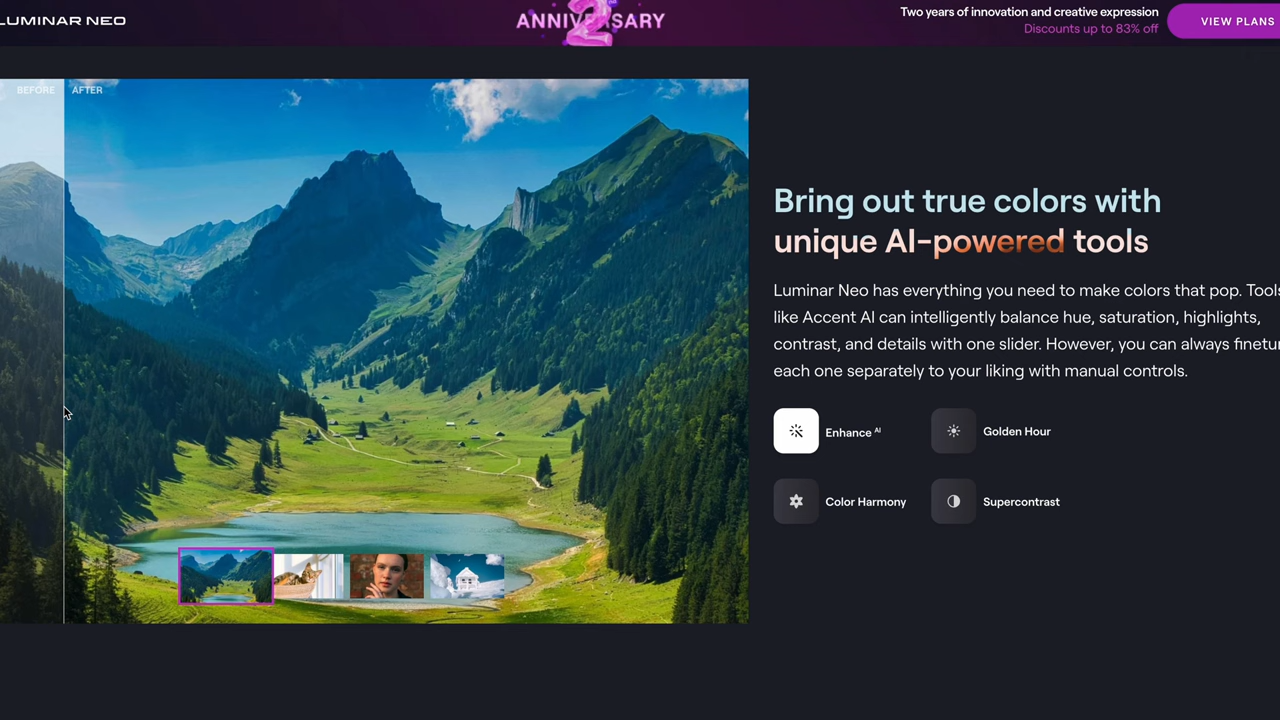 LUMINAR NEO
ANNIVERSARY
2
Two years of innovation and creative expression
Discounts up to 83% off
VIEW PLANS
BEFORE
AFTER
Bring out true colors with
unique AI-powered tools
Luminar Neo has everything you need to make colors that pop. Tools
like Accent AI can intelligently balance hue, saturation, highlights,
contrast, and details with one slider. However, you can always finetu
each one separately to your liking with manual controls.
Enhance AI
Golden Hour
Color Harmony
Supercontrast